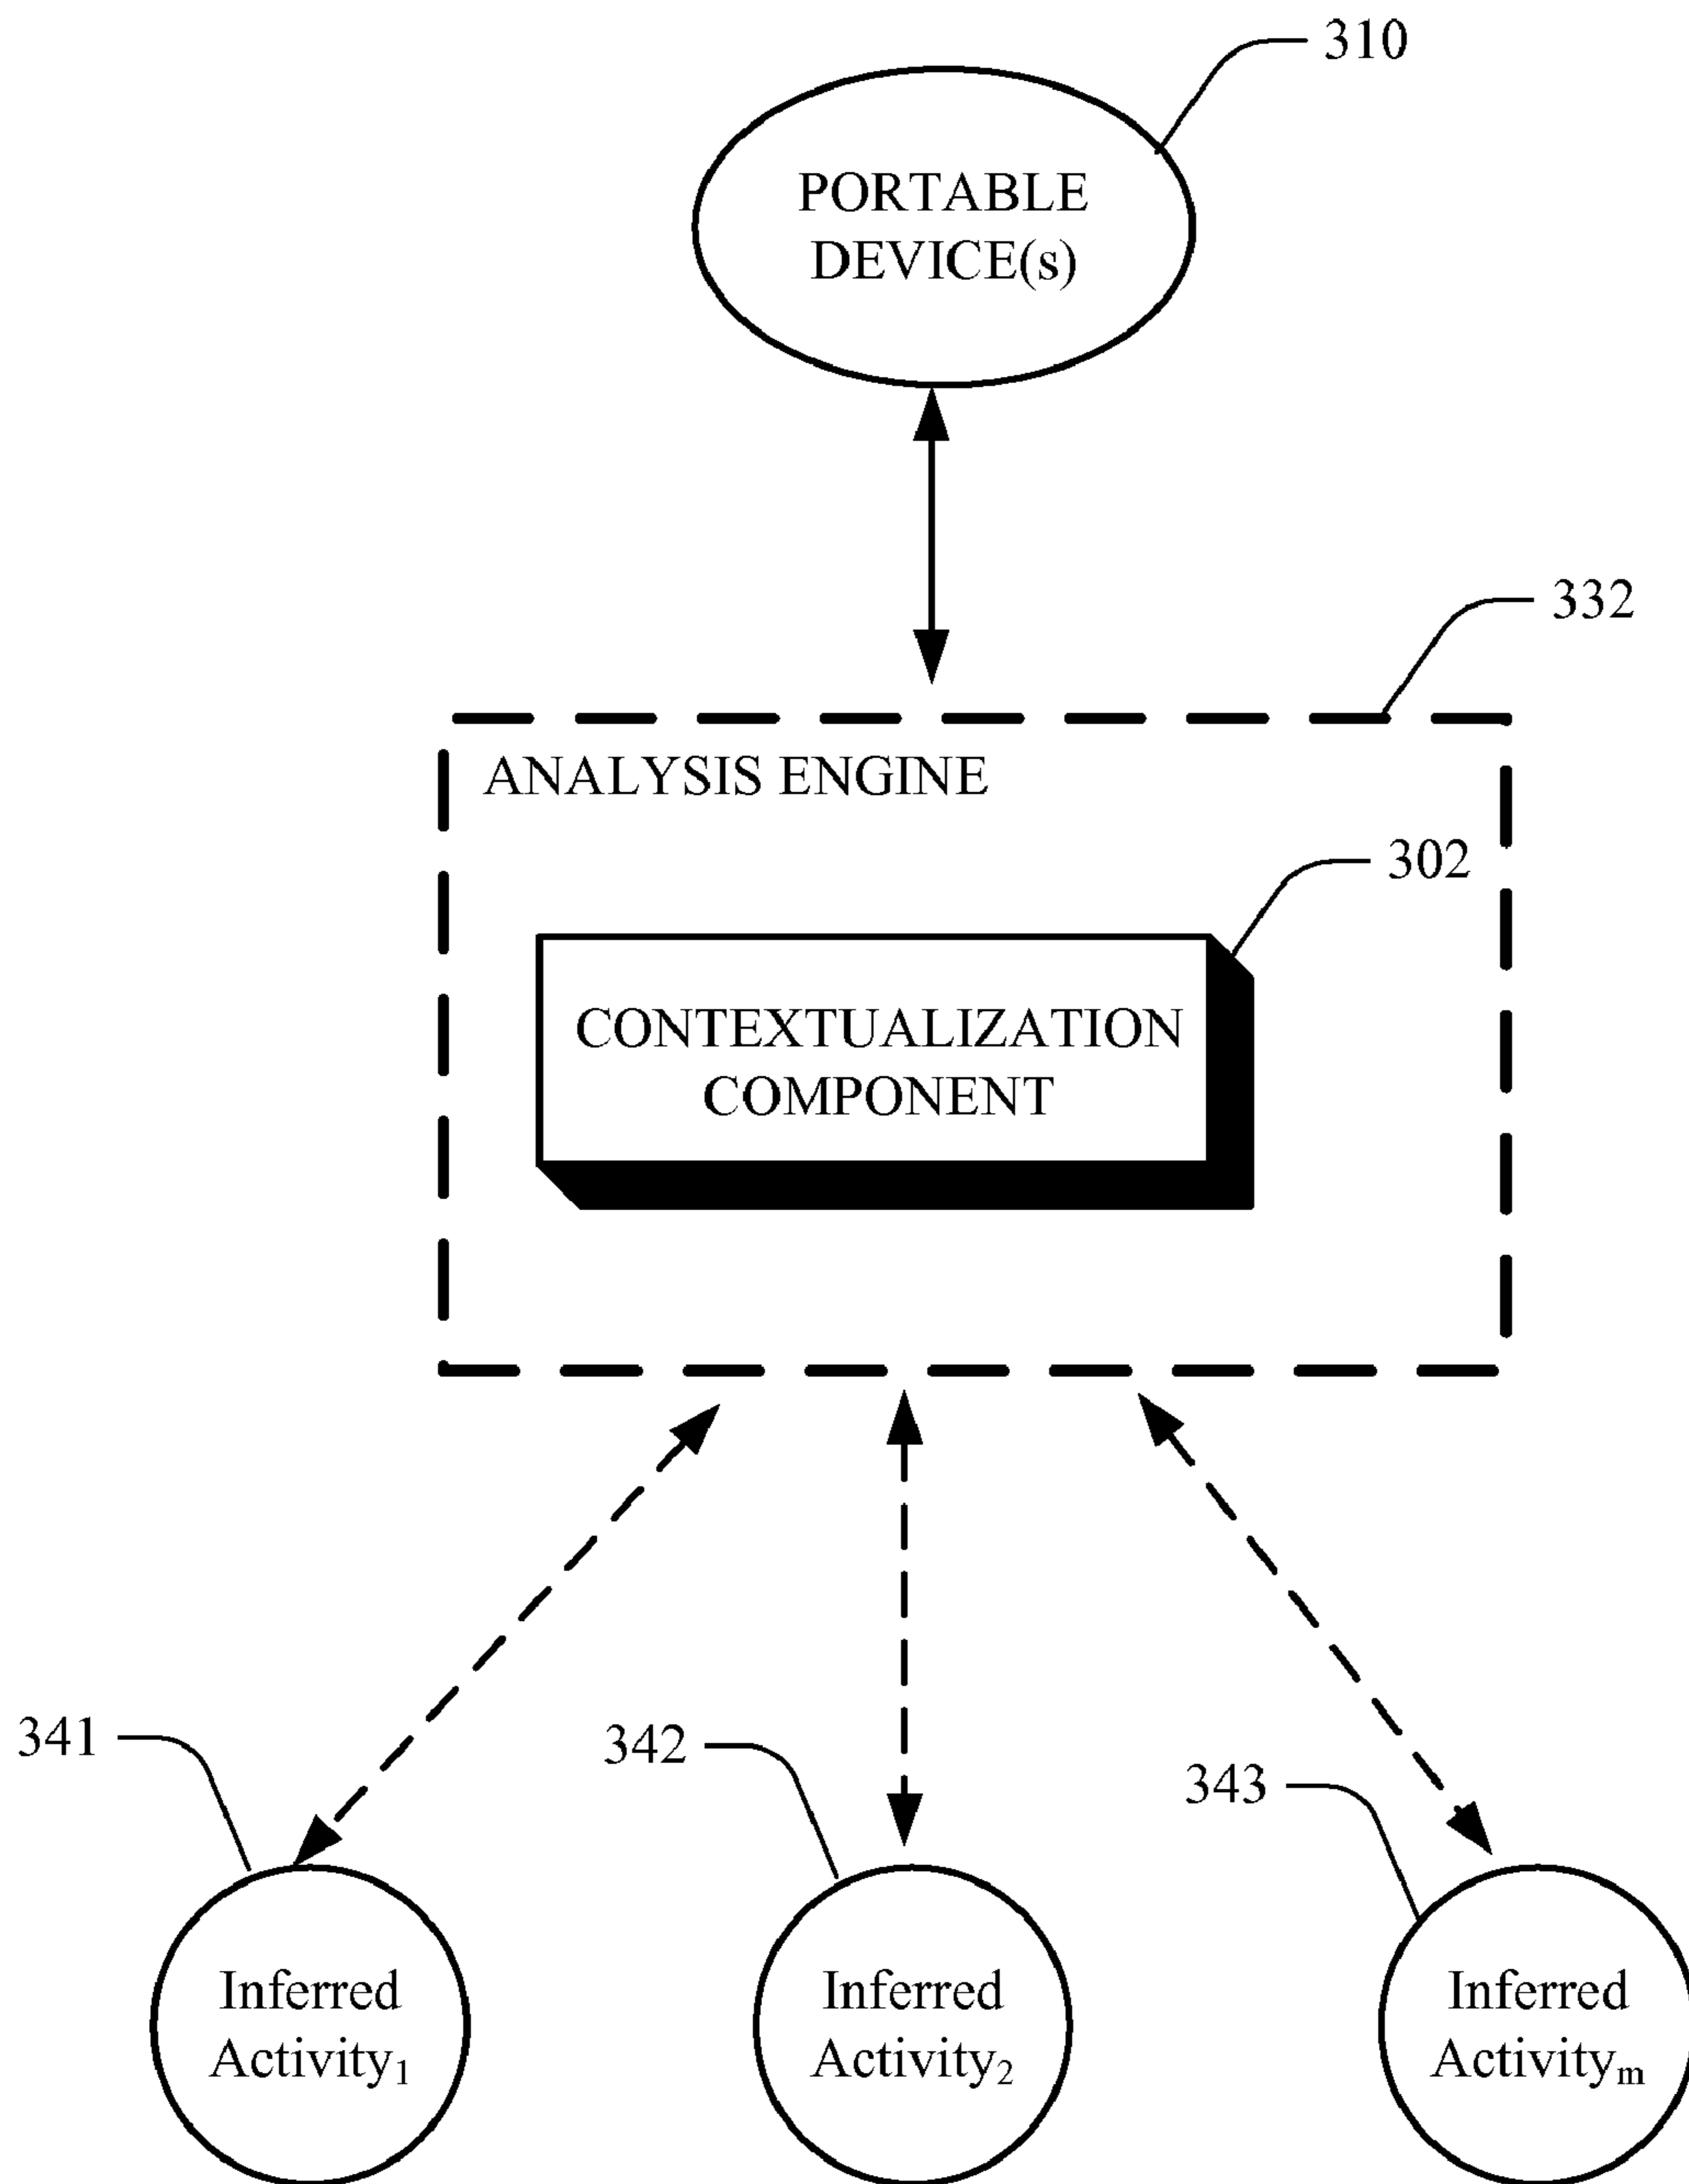 310
PORTABLE
DEVICE(s)
332
ANALYSIS ENGINE
302
CONTEXTUALIZATION
COMPONENT
341
342
343
Inferred
Activity₁
Inferred
Activity₂
Inferred
Activityₘ